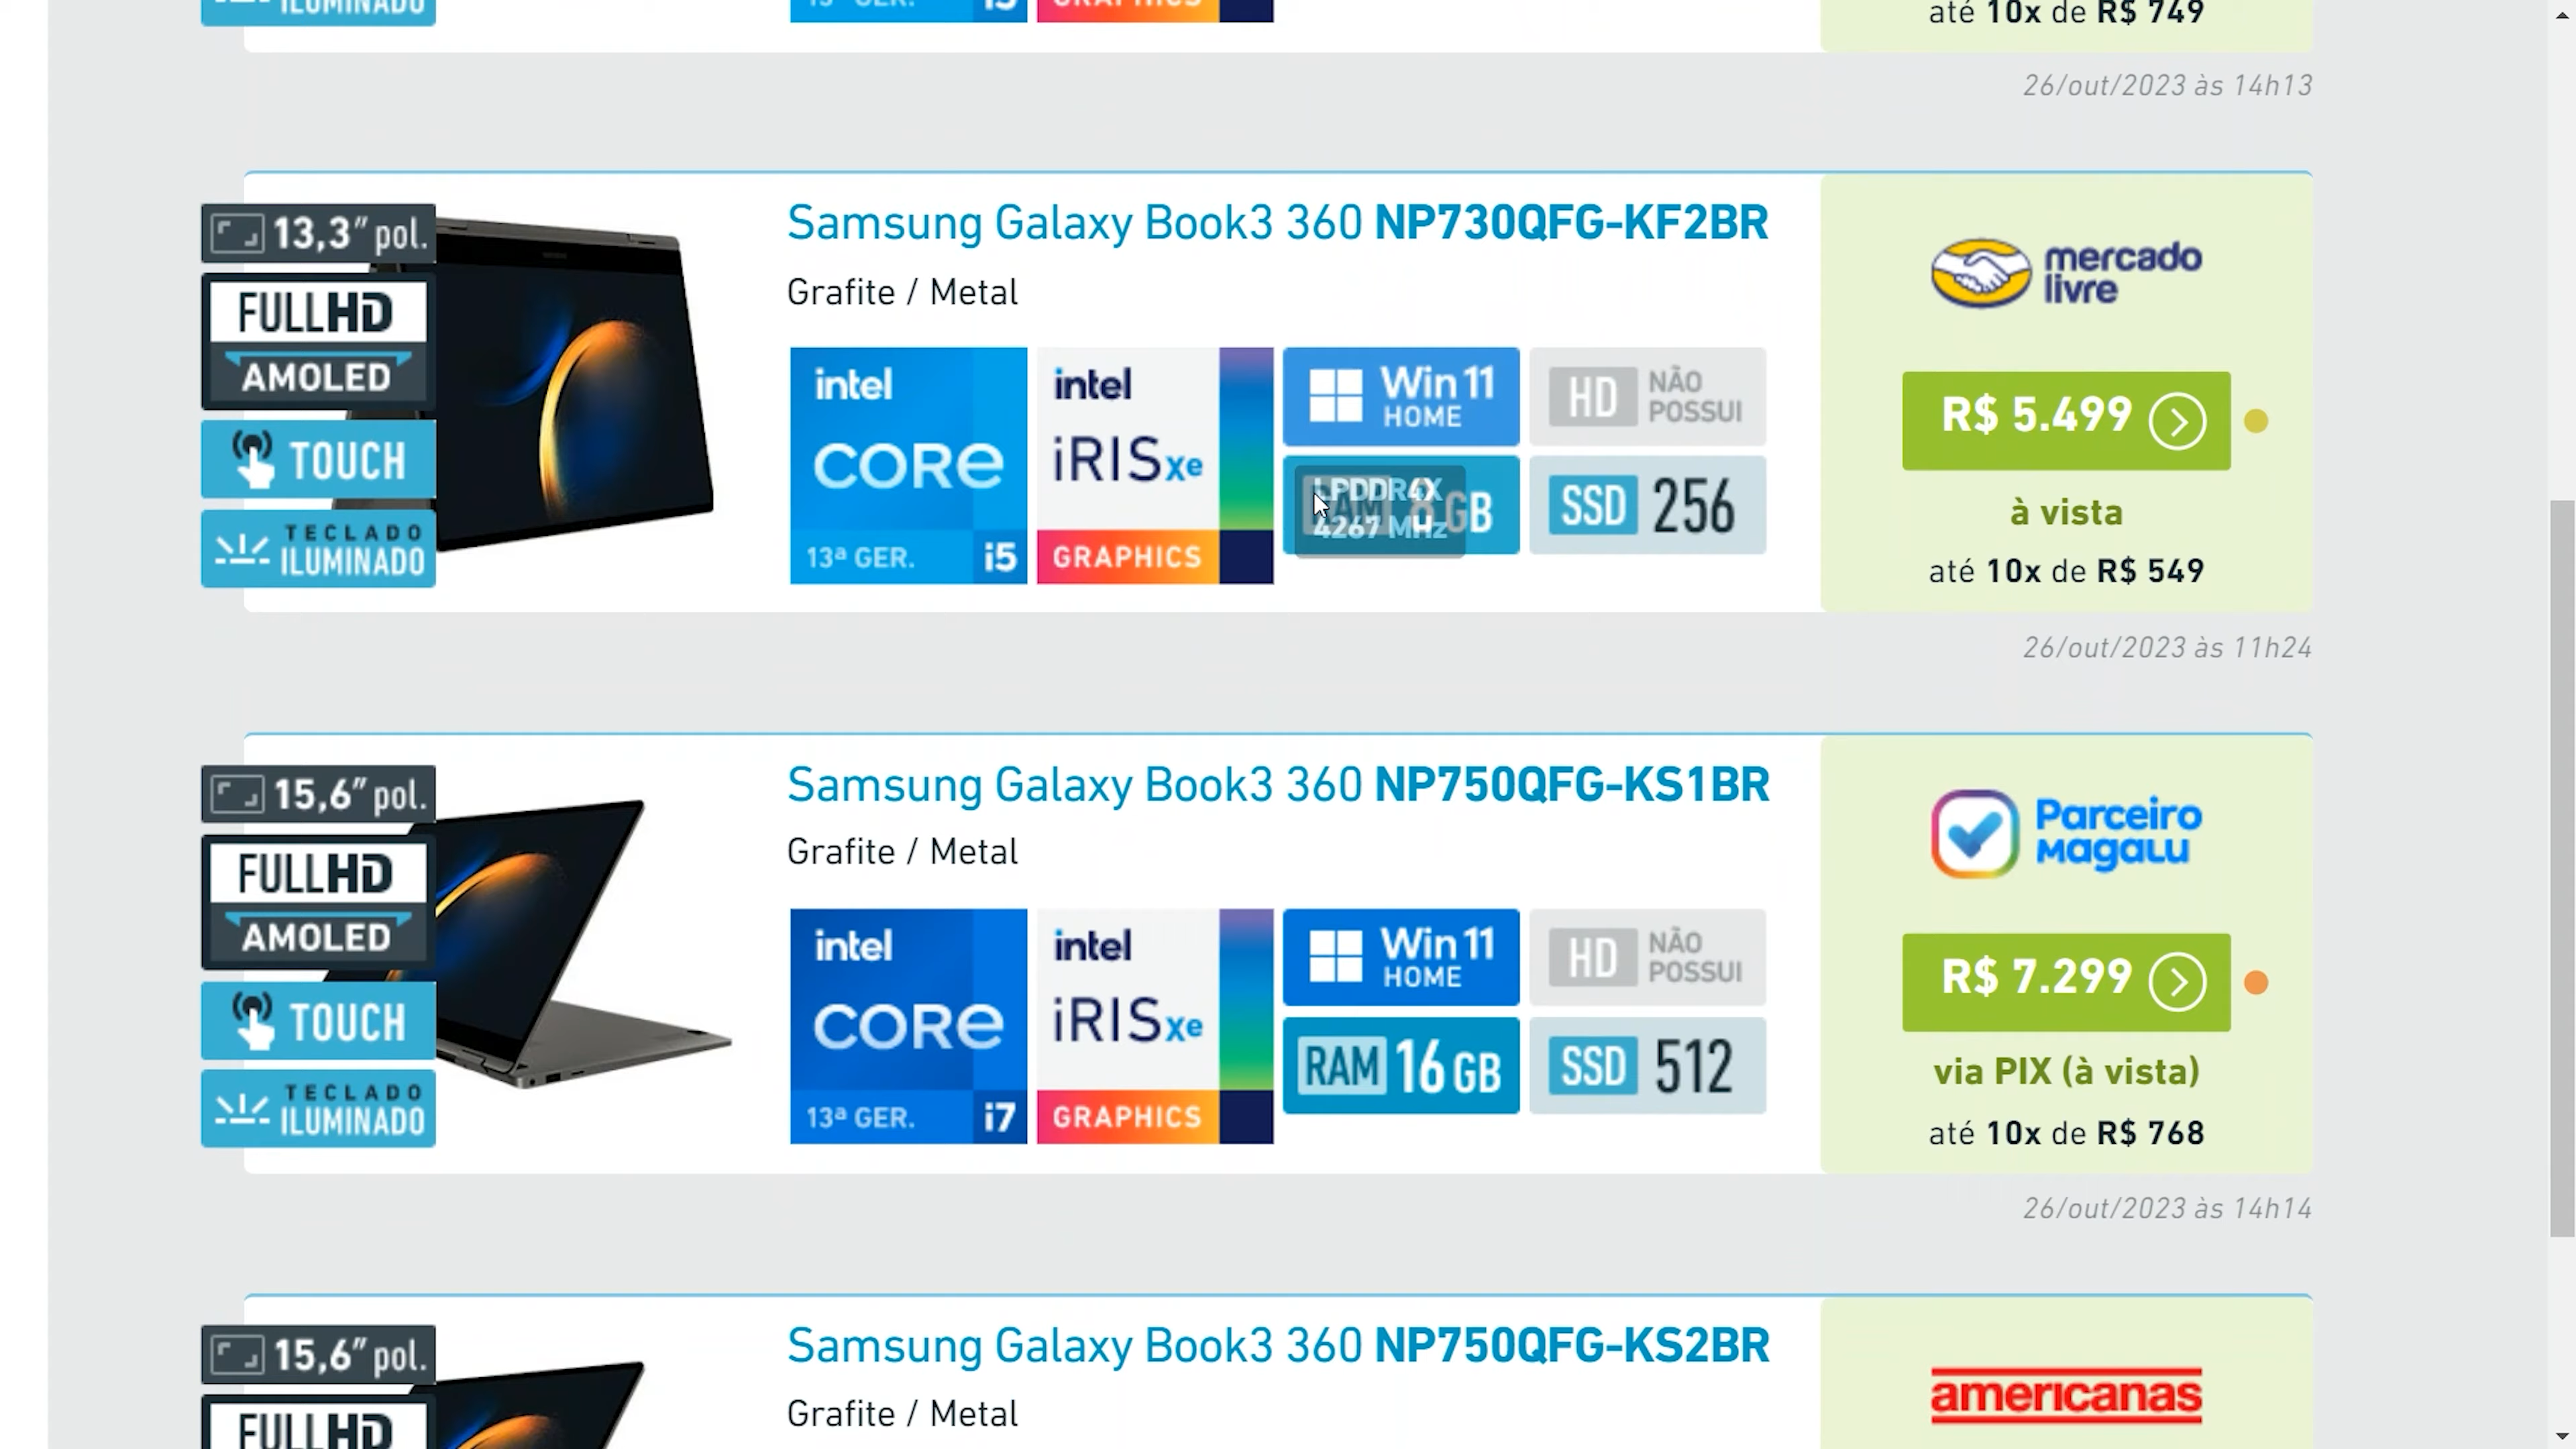 ILUMINADO
GRAPHICS
até 10x de R$ 749
26/out/2023 às 14h13
13,3" pol.
FULLHD
AMOLED
TOUCH
TECLADO
ILUMINADO
Samsung Galaxy Book3 360 NP730QFG-KF2BR
Grafite / Metal
intel
CORE
13ª GER. i5
intel
iRISxe
GRAPHICS
Win 11
HOME
HD NÃO
POSSUI
LPDDR4X
4267 MHz
RAM 8 GB
SSD 256
mercado
livre
R$ 5.499
à vista
até 10x de R$ 549
26/out/2023 às 11h24
15,6" pol.
FULLHD
AMOLED
TOUCH
TECLADO
ILUMINADO
Samsung Galaxy Book3 360 NP750QFG-KS1BR
Grafite / Metal
intel
CORE
13ª GER. i7
intel
iRISxe
GRAPHICS
Win 11
HOME
HD NÃO
POSSUI
RAM 16 GB
SSD 512
Parceiro
Magalu
R$ 7.299
via PIX (à vista)
até 10x de R$ 768
26/out/2023 às 14h14
15,6" pol.
FULLHD
Samsung Galaxy Book3 360 NP750QFG-KS2BR
Grafite / Metal
americanas